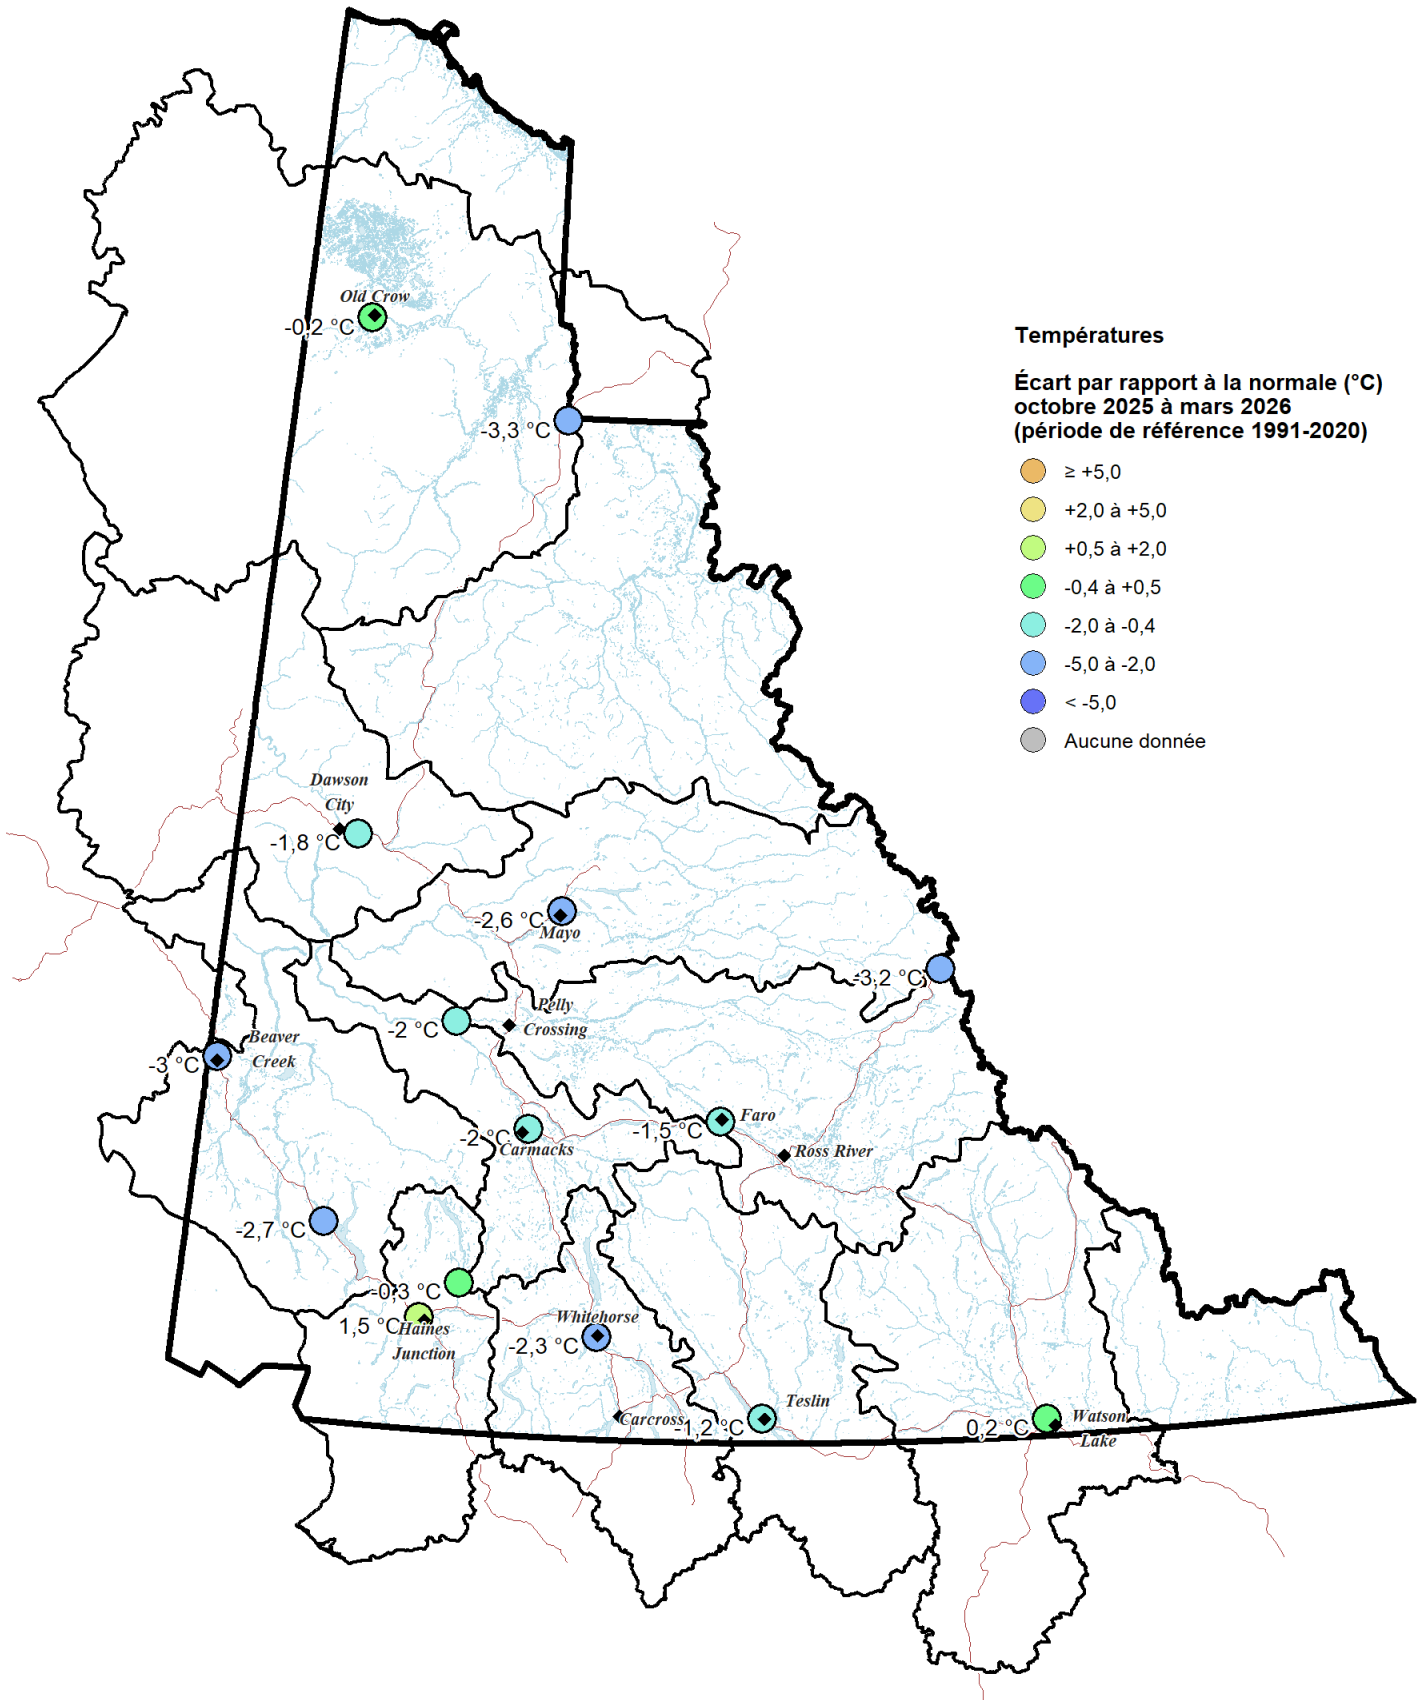 Old Crow
-0,2 °C
Températures
Écart par rapport à la normale (°C)
octobre 2025 à mars 2026
(période de référence 1991-2020)
≥ +5,0
+2,0 à +5,0
+0,5 à +2,0
-0,4 à +0,5
-2,0 à -0,4
-5,0 à -2,0
< -5,0
Aucune donnée
-3,3 °C
Dawson
City
-1,8 °C
-2,6 °C
Mayo
-3,2 °C
Pelly
Crossing
-2 °C
Beaver
Creek
-3 °C
Faro
-1,5 °C
-2 °C
Carmacks
Ross River
-2,7 °C
-0,3 °C
1,5 °C
Haines
Junction
Whitehorse
-2,3 °C
Teslin
Carcross
-1,2 °C
0,2 °C
Watson
Lake